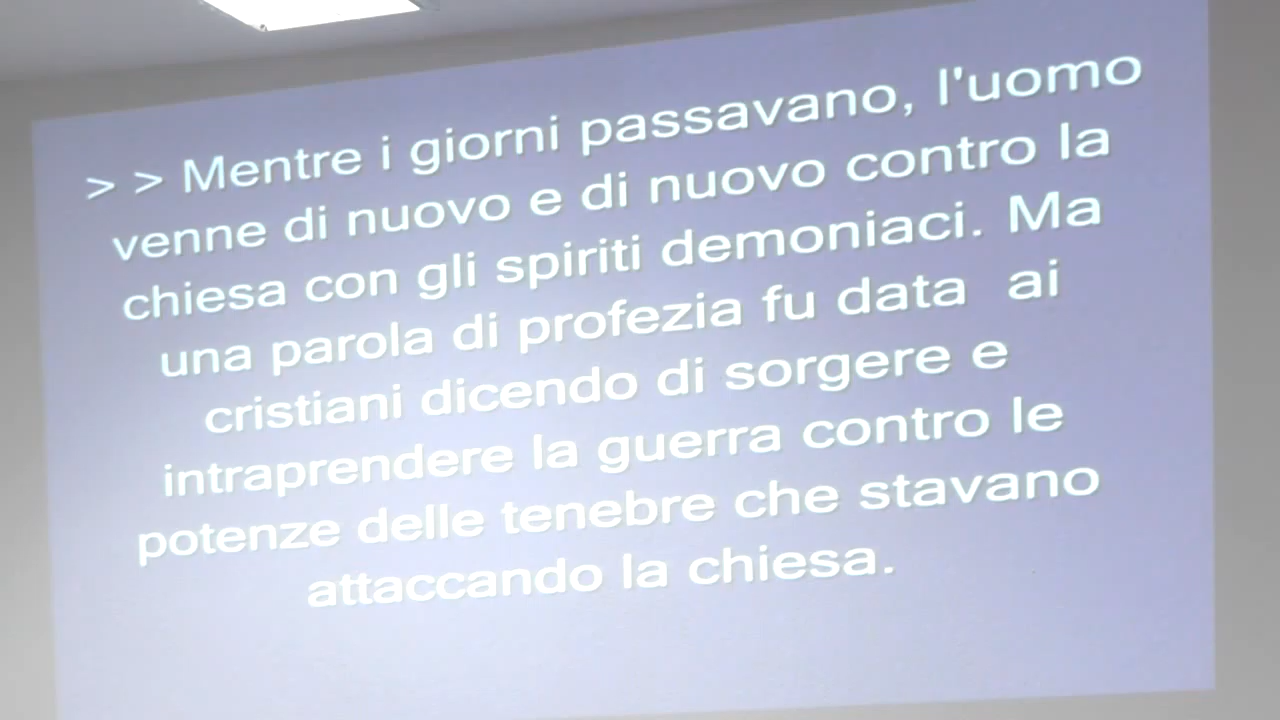 > > Mentre i giorni passavano, l'uomo
venne di nuovo e di nuovo contro la
chiesa con gli spiriti demoniaci. Ma
una parola di profezia fu data ai
cristiani dicendo di sorgere e
intraprendere la guerra contro le
potenze delle tenebre che stavano
attaccando la chiesa.